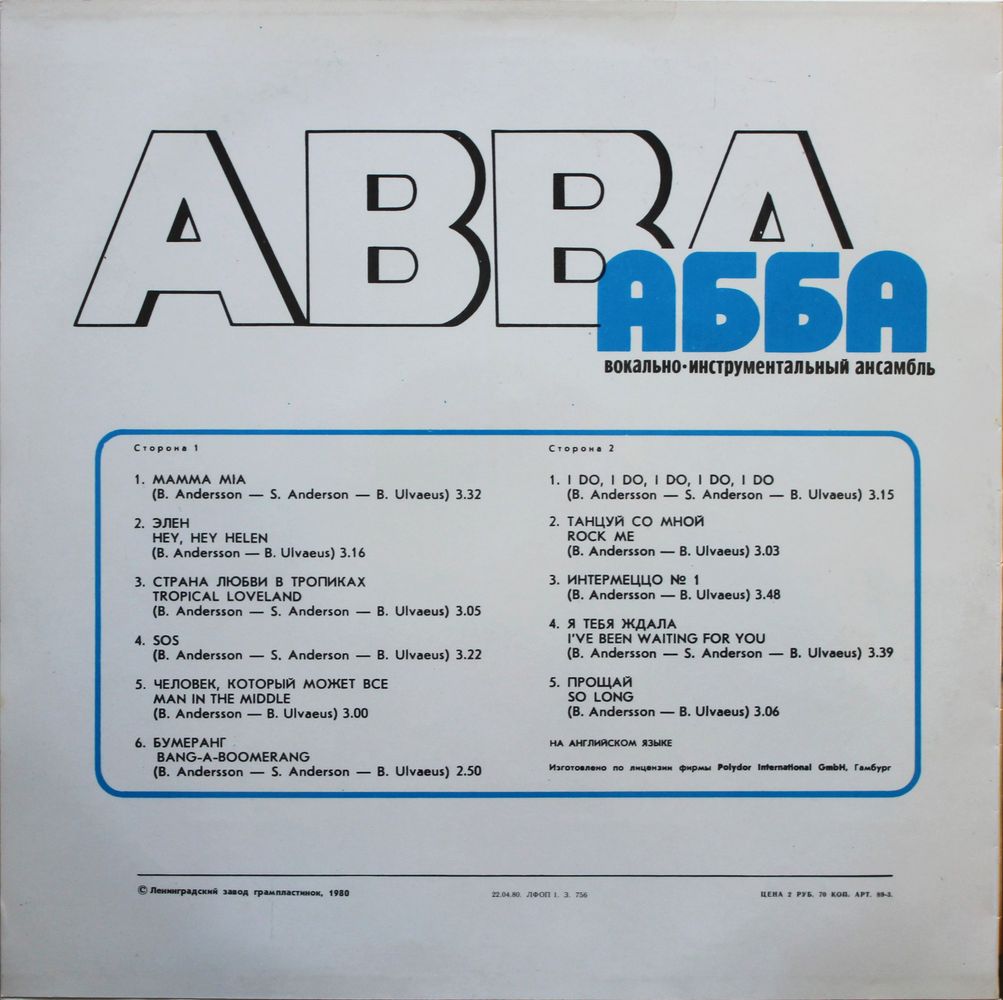 ABBA
АББА
вокально-инструментальный ансамбль
Сторона 1
1. MAMMA MIA
(B. Andersson — S. Anderson — B. Ulvaeus) 3.32
2. ЭЛЕН
HEY, HEY HELEN
(B. Andersson — B. Ulvaeus) 3.16
3. СТРАНА ЛЮБВИ В ТРОПИКАХ
TROPICAL LOVELAND
(B. Andersson — S. Anderson — B. Ulvaeus) 3.05
4. SOS
(B. Andersson — S. Anderson — B. Ulvaeus) 3.22
5. ЧЕЛОВЕК, КОТОРЫЙ МОЖЕТ ВСЕ
MAN IN THE MIDDLE
(B. Andersson — B. Ulvaeus) 3.00
6. БУМЕРАНГ
BANG-A-BOOMERANG
(B. Andersson — S. Anderson — B. Ulvaeus) 2.50
Сторона 2
1. I DO, I DO, I DO, I DO, I DO
(B. Andersson — S. Anderson — B. Ulvaeus) 3.15
2. ТАНЦУЙ СО МНОЙ
ROCK ME
(B. Andersson — B. Ulvaeus) 3.03
3. ИНТЕРМЕЦЦО № 1
(B. Andersson — B. Ulvaeus) 3.48
4. Я ТЕБЯ ЖДАЛА
I'VE BEEN WAITING FOR YOU
(B. Andersson — S. Anderson — B. Ulvaeus) 3.39
5. ПРОЩАЙ
SO LONG
(B. Andersson — B. Ulvaeus) 3.06
НА АНГЛИЙСКОМ ЯЗЫКЕ
Изготовлено по лицензии фирмы Polydor International GmbH, Гамбург
© Ленинградский завод грампластинок, 1980
22.04.80. ЛФОП 1. З. 756
ЦЕНА 2 РУБ. 70 КОП. АРТ. 89-3.